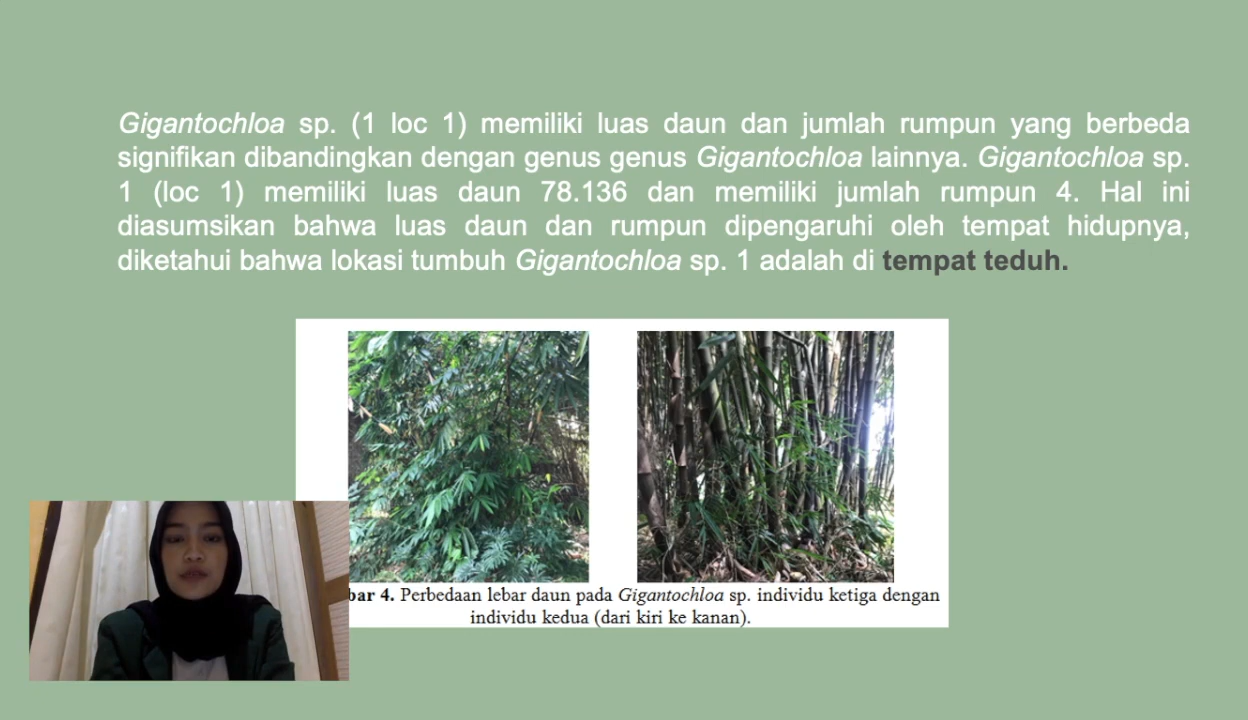 Gigantochloa sp. (1 loc 1) memiliki luas daun dan jumlah rumpun yang berbeda
signifikan dibandingkan dengan genus genus Gigantochloa lainnya. Gigantochloa sp.
1 (loc 1) memiliki luas daun 78.136 dan memiliki jumlah rumpun 4. Hal ini
diasumsikan bahwa luas daun dan rumpun dipengaruhi oleh tempat hidupnya,
diketahui bahwa lokasi tumbuh Gigantochloa sp. 1 adalah di tempat teduh.
bar 4. Perbedaan lebar daun pada Gigantochloa sp. individu ketiga dengan
individu kedua (dari kiri ke kanan).